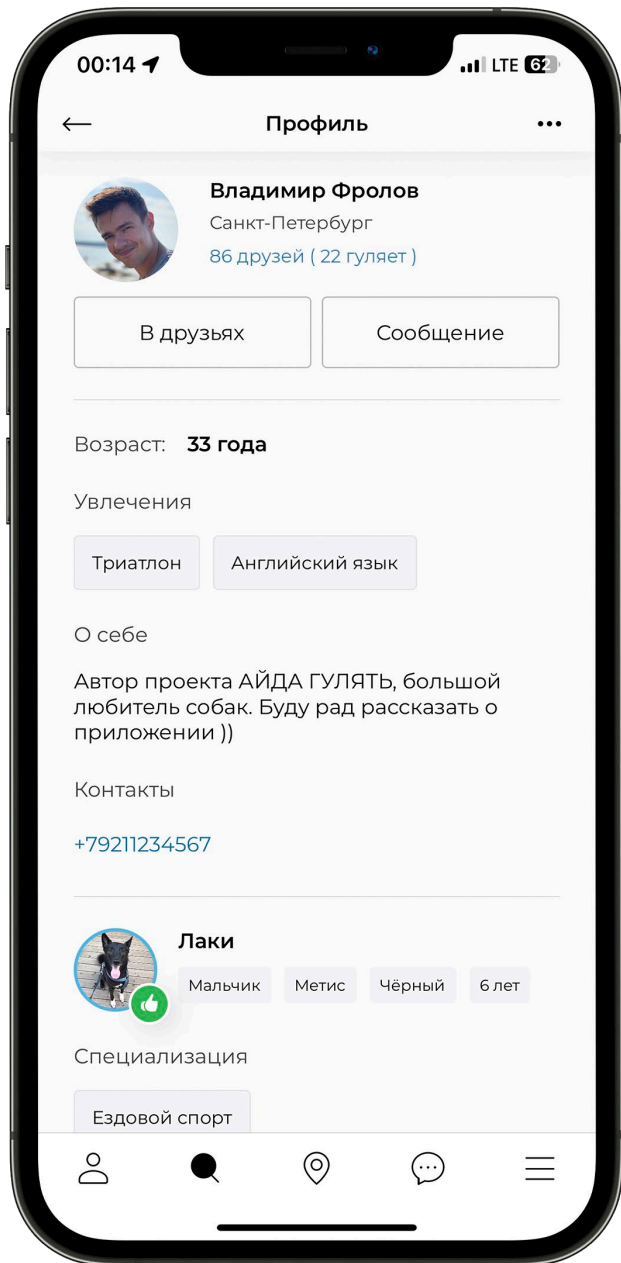 00:14 LTE 62
Профиль
Владимир Фролов
Санкт-Петербург
86 друзей ( 22 гуляет )
В друзьях Сообщение
Возраст: 33 года
Увлечения
Триатлон Английский язык
О себе
Автор проекта АЙДА ГУЛЯТЬ, большой
любитель собак. Буду рад рассказать о
приложении ))
Контакты
+79211234567
Лаки
Мальчик Метис Чёрный 6 лет
Специализация
Ездовой спорт